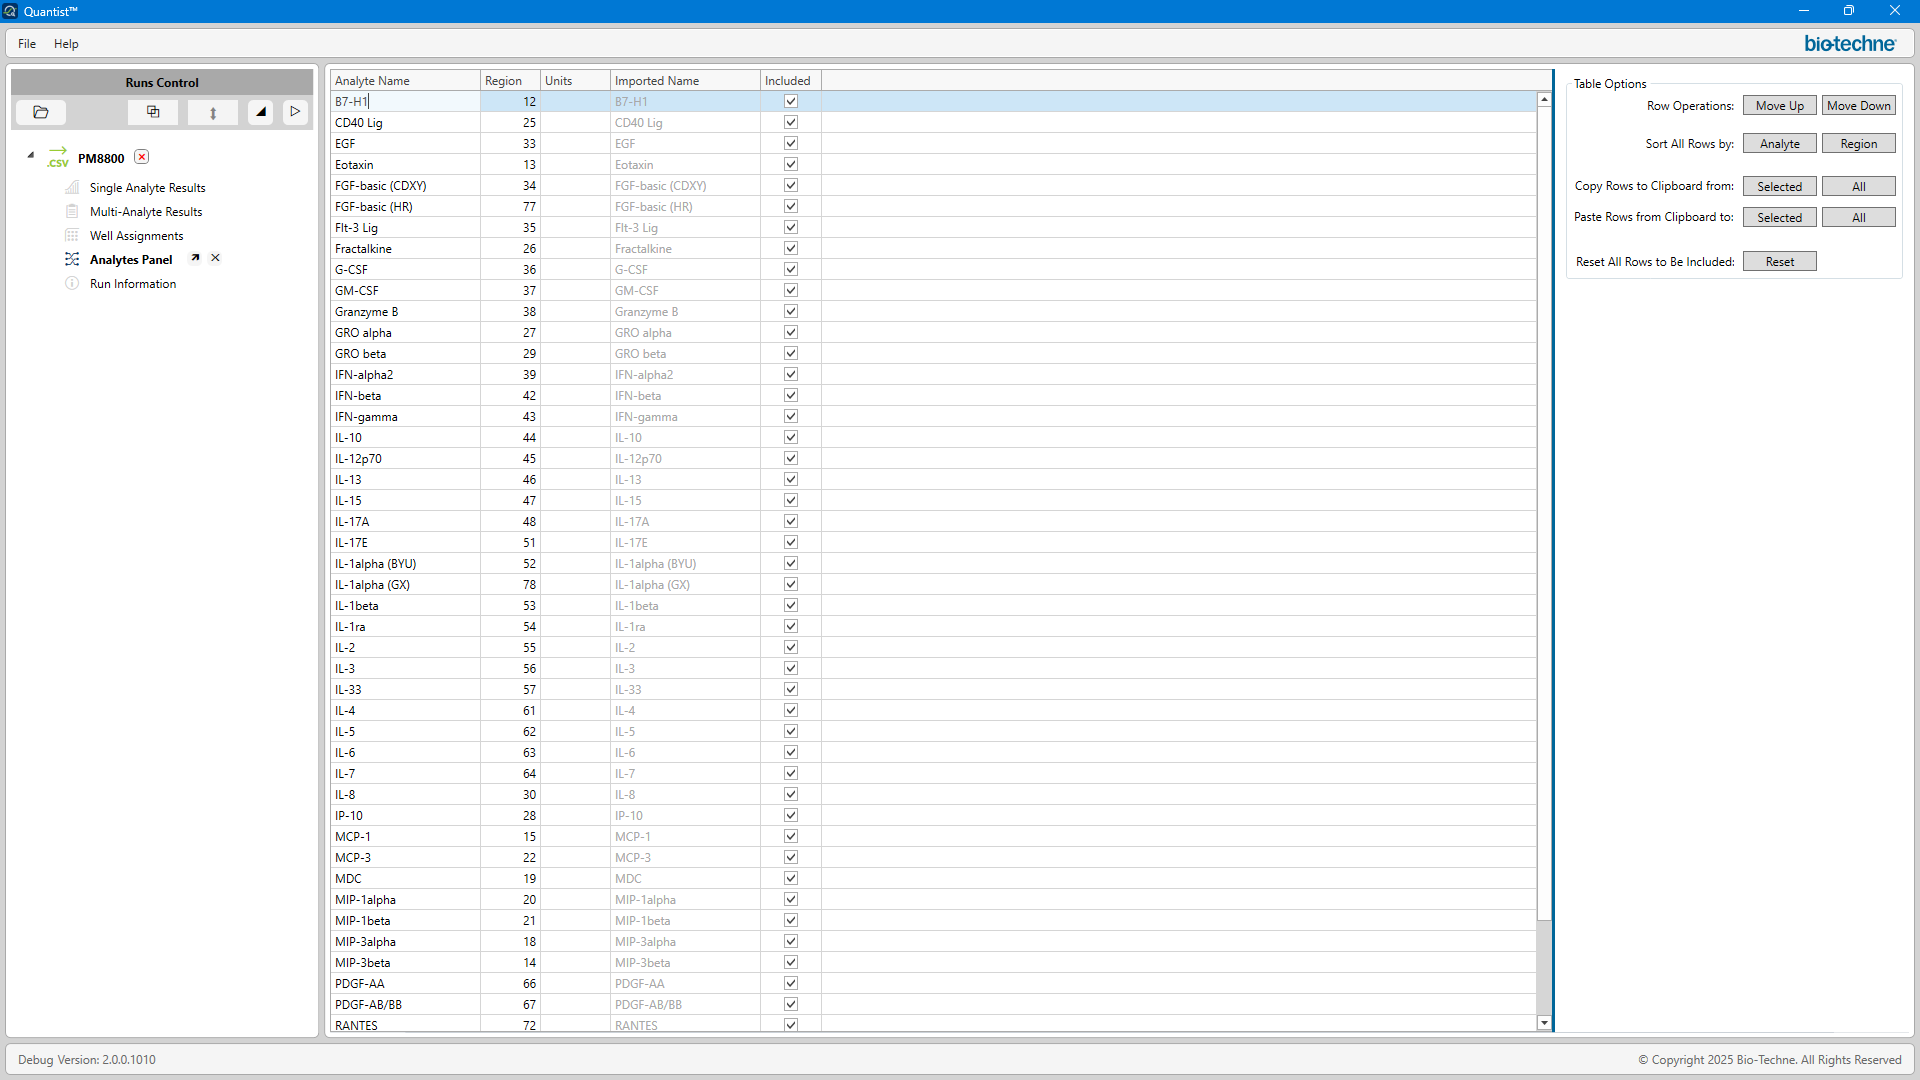 Quantist™
File Help
bio-techne
Runs Control
.CSV PM8800
Single Analyte Results
Multi-Analyte Results
Well Assignments
Analytes Panel
Run Information
Analyte Name Region Units Imported Name Included
B7-H1 12 B7-H1
CD40 Lig 25 CD40 Lig
EGF 33 EGF
Eotaxin 13 Eotaxin
FGF-basic (CDXY) 34 FGF-basic (CDXY)
FGF-basic (HR) 77 FGF-basic (HR)
Flt-3 Lig 35 Flt-3 Lig
Fractalkine 26 Fractalkine
G-CSF 36 G-CSF
GM-CSF 37 GM-CSF
Granzyme B 38 Granzyme B
GRO alpha 27 GRO alpha
GRO beta 29 GRO beta
IFN-alpha2 39 IFN-alpha2
IFN-beta 42 IFN-beta
IFN-gamma 43 IFN-gamma
IL-10 44 IL-10
IL-12p70 45 IL-12p70
IL-13 46 IL-13
IL-15 47 IL-15
IL-17A 48 IL-17A
IL-17E 51 IL-17E
IL-1alpha (BYU) 52 IL-1alpha (BYU)
IL-1alpha (GX) 78 IL-1alpha (GX)
IL-1beta 53 IL-1beta
IL-1ra 54 IL-1ra
IL-2 55 IL-2
IL-3 56 IL-3
IL-33 57 IL-33
IL-4 61 IL-4
IL-5 62 IL-5
IL-6 63 IL-6
IL-7 64 IL-7
IL-8 30 IL-8
IP-10 28 IP-10
MCP-1 15 MCP-1
MCP-3 22 MCP-3
MDC 19 MDC
MIP-1alpha 20 MIP-1alpha
MIP-1beta 21 MIP-1beta
MIP-3alpha 18 MIP-3alpha
MIP-3beta 14 MIP-3beta
PDGF-AA 66 PDGF-AA
PDGF-AB/BB 67 PDGF-AB/BB
RANTES 72 RANTES
Table Options
Row Operations: Move Up Move Down
Sort All Rows by: Analyte Region
Copy Rows to Clipboard from: Selected All
Paste Rows from Clipboard to: Selected All
Reset All Rows to Be Included: Reset
Debug Version: 2.0.0.1010
© Copyright 2025 Bio-Techne. All Rights Reserved